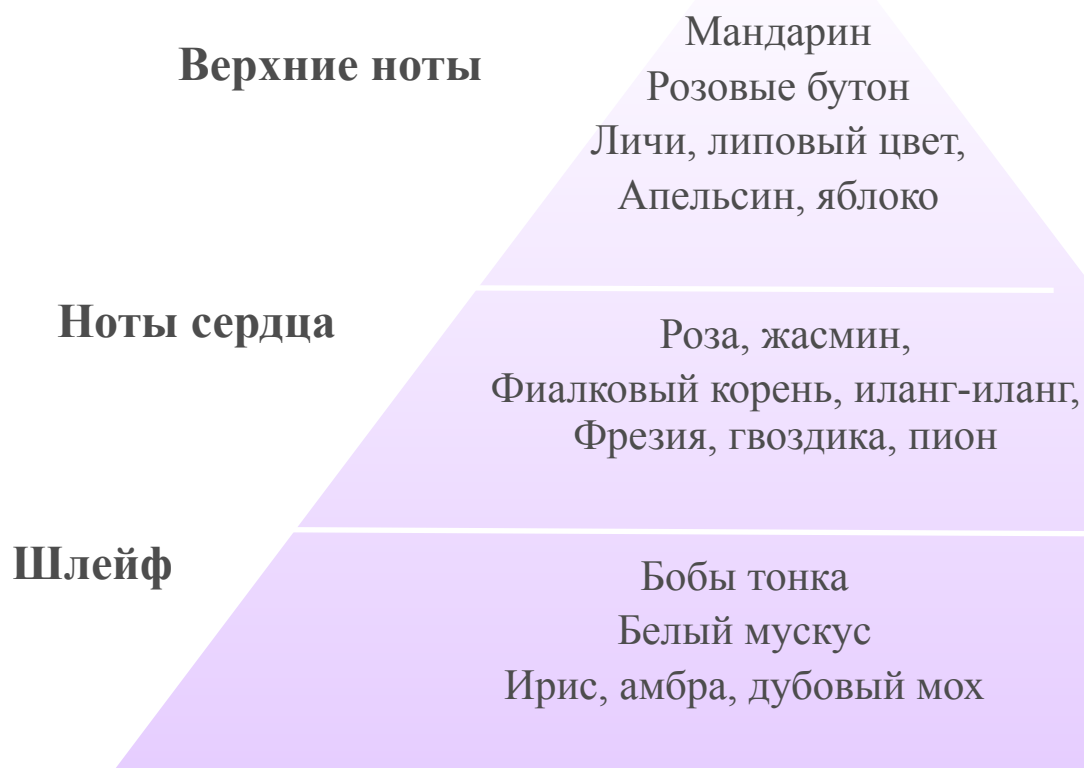 Верхние ноты
Мандарин
Розовые бутон
Личи, липовый цвет,
Апельсин, яблоко
Ноты сердца
Роза, жасмин,
Фиалковый корень, иланг-иланг,
Фрезия, гвоздика, пион
Шлейф
Бобы тонка
Белый мускус
Ирис, амбра, дубовый мох